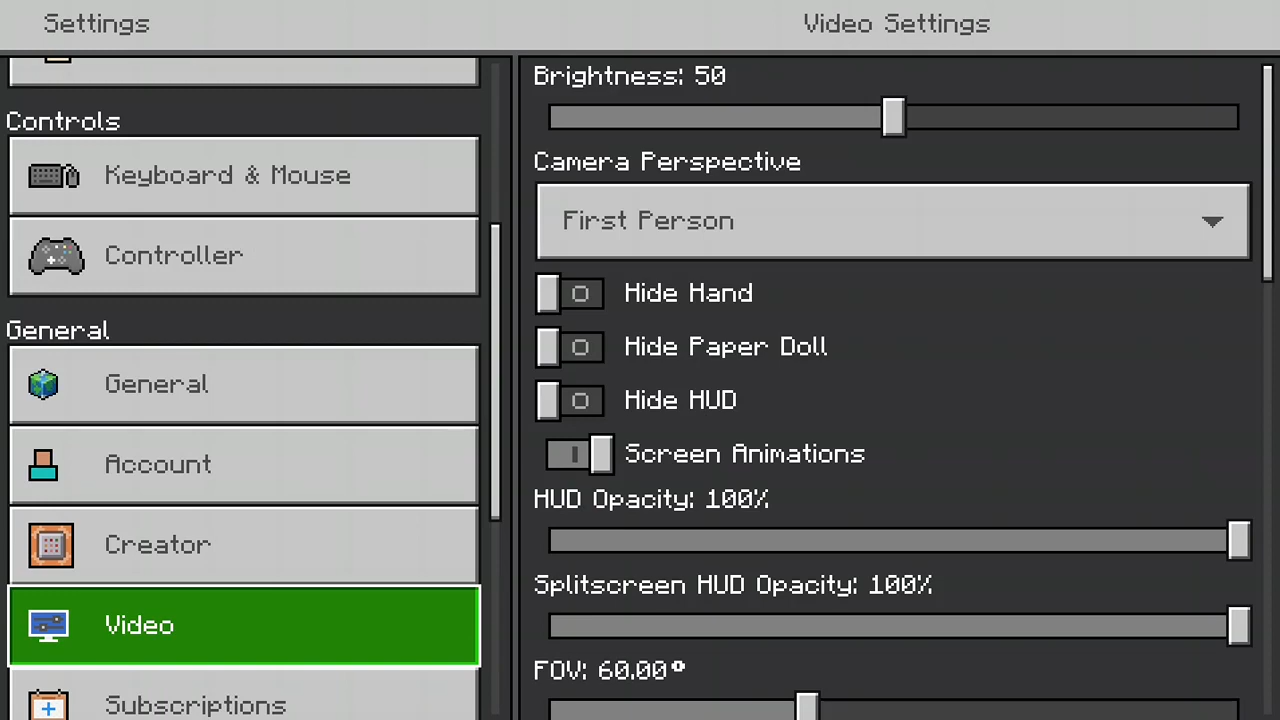 Settings
Video Settings
Controls
Keyboard & Mouse
Controller
General
General
Account
Creator
Video
Subscriptions
Brightness: 50
Camera Perspective
First Person
Hide Hand
Hide Paper Doll
Hide HUD
Screen Animations
HUD Opacity: 100%
Splitscreen HUD Opacity: 100%
FOV: 60.00°